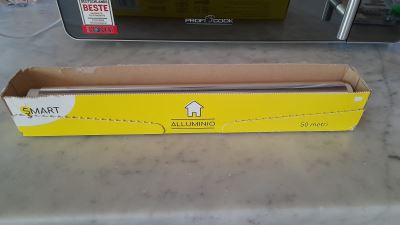 BESTE
PROFI COOK
SMART
ALLUMINIO
50 metri